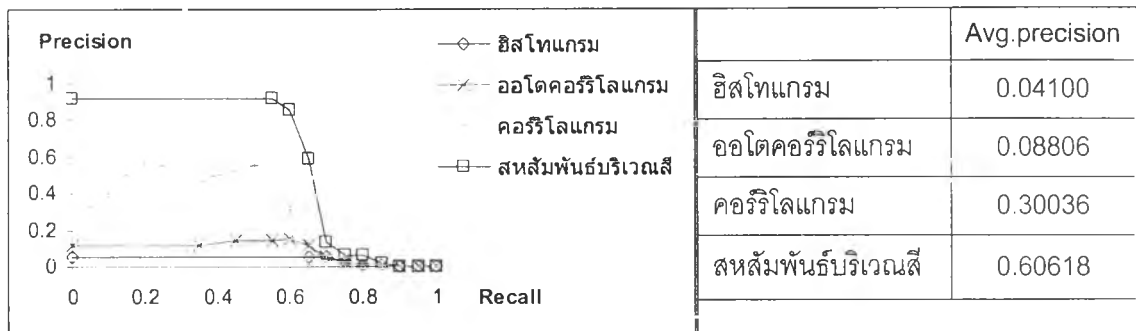 Precision
1
0.8
0.6
0.4
0.2
0
0 0.2 0.4 0.6 0.8 1 Recall
ฮิสโทแกรม
ออโตคอร์ริโลแกรม
คอร์ริโลแกรม
สหสัมพันธ์บริเวณสี
Avg.precision
ฮิสโทแกรม 0.04100
ออโตคอร์ริโลแกรม 0.08806
คอร์ริโลแกรม 0.30036
สหสัมพันธ์บริเวณสี 0.60618